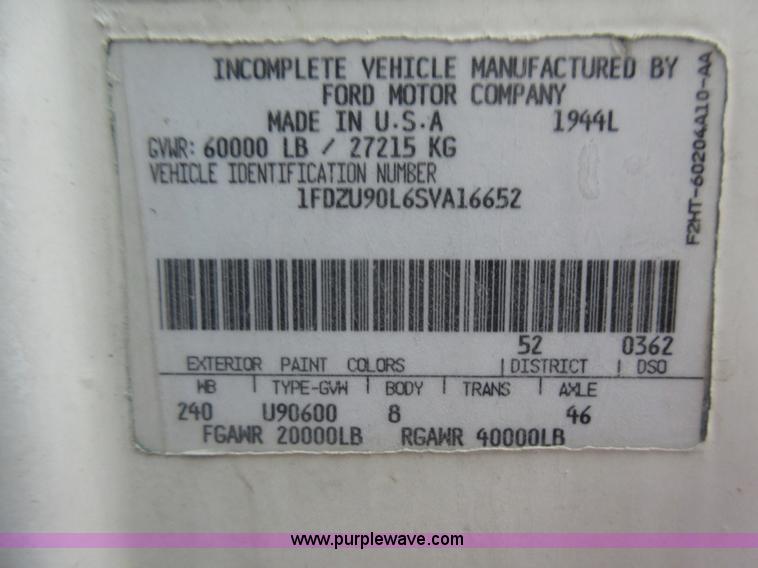 INCOMPLETE VEHICLE MANUFACTURED BY
FORD MOTOR COMPANY
MADE IN U.S.A 1944L
GVWR: 60000 LB / 27215 KG
VEHICLE IDENTIFICATION NUMBER
1FDZU90L6SVA16652
F2HT-60204A10-AA
52 0362
EXTERIOR PAINT COLORS | DISTRICT | DSO
WB | TYPE-GVW | BODY | TRANS | AXLE
240 U90600 8 46
FGAWR 20000LB RGAWR 40000LB
www.purplewave.com